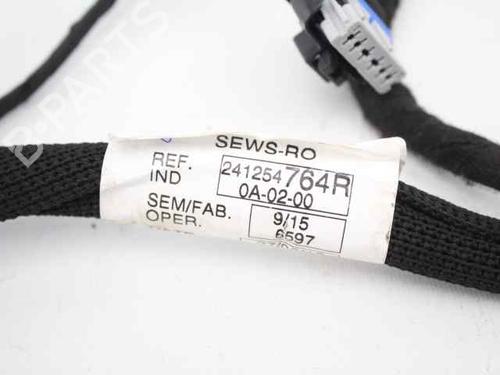 B-PARTS
SEWS-RO
REF. 241254764R
IND 0A-02-00
SEM/FAB. 9/15
OPER. 6597